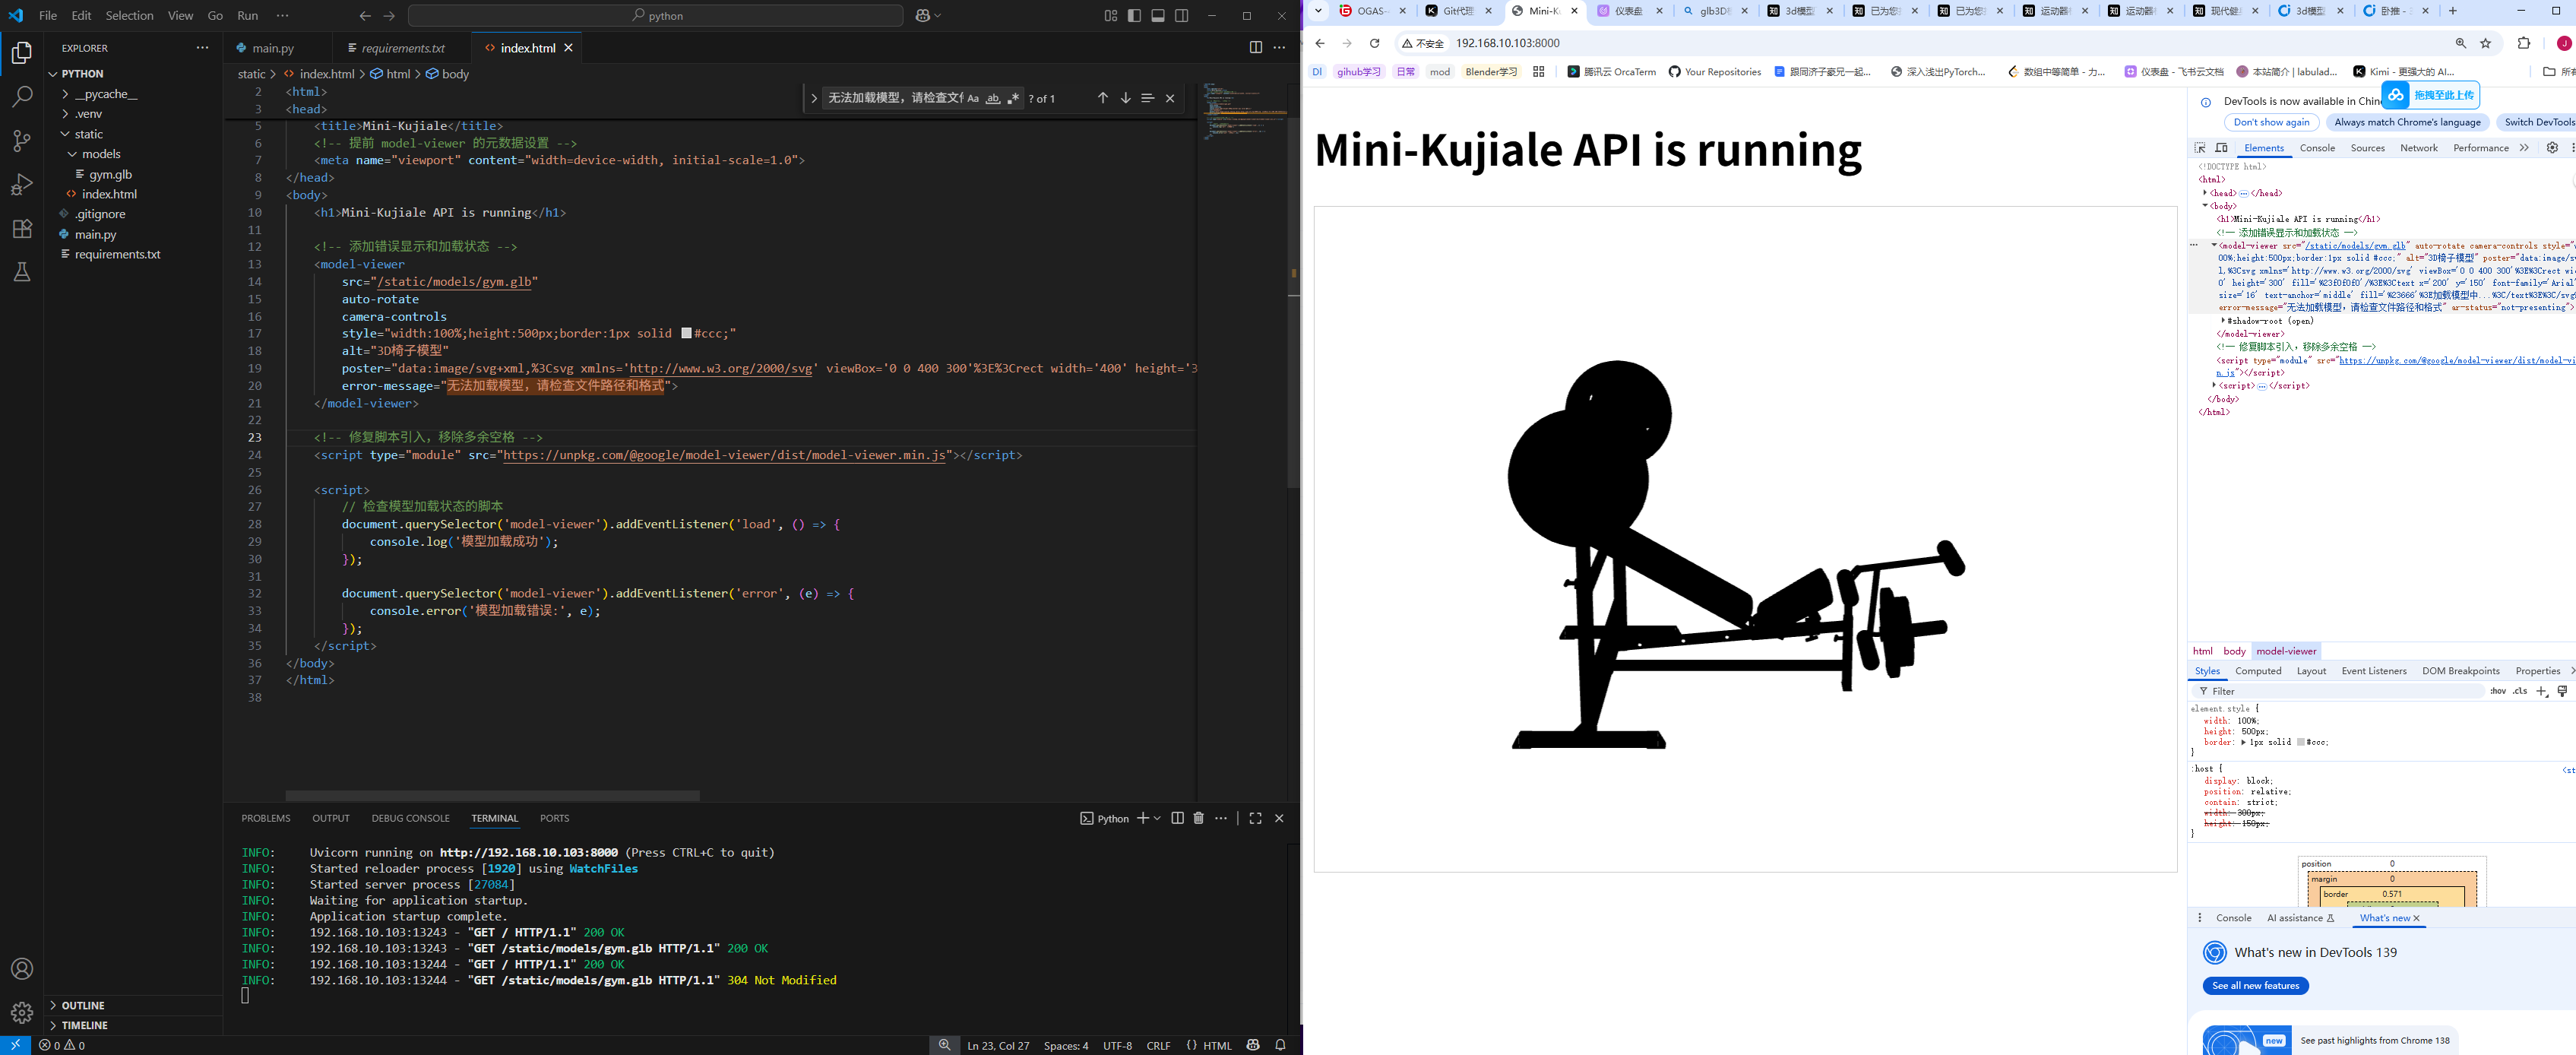 File Edit Selection View Go Run ···
python
EXPLORER
PYTHON
__pycache__
.venv
static
models
gym.glb
index.html
.gitignore
main.py
requirements.txt
OUTLINE
TIMELINE
main.py requirements.txt index.html
static > index.html > html > body
无法加载模型，请检查文件 Aa ab ? of 1
2 <html>
3 <head>
5 <title>Mini-Kujiale</title>
6 <!-- 提前 model-viewer 的元数据设置 -->
7 <meta name="viewport" content="width=device-width, initial-scale=1.0">
8 </head>
9 <body>
10 <h1>Mini-Kujiale API is running</h1>
11
12 <!-- 添加错误显示和加载状态 -->
13 <model-viewer
14 src="/static/models/gym.glb"
15 auto-rotate
16 camera-controls
17 style="width:100%;height:500px;border:1px solid #ccc;"
18 alt="3D椅子模型"
19 poster="data:image/svg+xml,%3Csvg xmlns='http://www.w3.org/2000/svg' viewBox='0 0 400 300'%3E%3Crect width='400' height='3
20 error-message="无法加载模型，请检查文件路径和格式">
21 </model-viewer>
22
23 <!-- 修复脚本引入，移除多余空格 -->
24 <script type="module" src="https://unpkg.com/@google/model-viewer/dist/model-viewer.min.js"></script>
25
26 <script>
27 // 检查模型加载状态的脚本
28 document.querySelector('model-viewer').addEventListener('load', () => {
29 console.log('模型加载成功');
30 });
31
32 document.querySelector('model-viewer').addEventListener('error', (e) => {
33 console.error('模型加载错误:', e);
34 });
35 </script>
36 </body>
37 </html>
38
PROBLEMS OUTPUT DEBUG CONSOLE TERMINAL PORTS
Python
INFO: Uvicorn running on http://192.168.10.103:8000 (Press CTRL+C to quit)
INFO: Started reloader process [1920] using WatchFiles
INFO: Started server process [27084]
INFO: Waiting for application startup.
INFO: Application startup complete.
INFO: 192.168.10.103:13243 - "GET / HTTP/1.1" 200 OK
INFO: 192.168.10.103:13243 - "GET /static/models/gym.glb HTTP/1.1" 200 OK
INFO: 192.168.10.103:13244 - "GET / HTTP/1.1" 200 OK
INFO: 192.168.10.103:13244 - "GET /static/models/gym.glb HTTP/1.1" 304 Not Modified
0 0 Ln 23, Col 27 Spaces: 4 UTF-8 CRLF {} HTML
OGAS- Git代理 Mini-Ku 仪表盘 glb3D 3d模型 已为您 已为您 运动器 运动器 现代健 3d模型 卧推 -
不安全 192.168.10.103:8000 J
Dl gihub学习 日常 mod Blender学习 腾讯云 OrcaTerm Your Repositories 跟同济子豪兄一起... 深入浅出PyTorch... 数组中等简单 - 力... 仪表盘 - 飞书云文档 本站简介 | labulad... Kimi - 更强大的 AI... 所有
Mini-Kujiale API is running
DevTools is now available in Chin
拖拽至此上传
Don't show again Always match Chrome's language Switch DevTools
Elements Console Sources Network Performance
<!DOCTYPE html>
<html>
<head> ··· </head>
<body>
<h1>Mini-Kujiale API is running</h1>
<!-- 添加错误显示和加载状态 -->
<model-viewer src="/static/models/gym.glb" auto-rotate camera-controls style="w
00%;height:500px;border:1px solid #ccc;" alt="3D椅子模型" poster="data:image/sv
l,%3Csvg xmlns='http://www.w3.org/2000/svg' viewBox='0 0 400 300'%3E%3Crect wi
0' height='300' fill='%23f0f0f0'/%3E%3Ctext x='200' y='150' font-family='Arial'
size='16' text-anchor='middle' fill='%23666'%3E加载模型中...%3C/text%3E%3C/svg
error-message="无法加载模型，请检查文件路径和格式" ar-status="not-presenting">
#shadow-root (open)
</model-viewer>
<!-- 修复脚本引入，移除多余空格 -->
<script type="module" src="https://unpkg.com/@google/model-viewer/dist/model-vi
n.js"></script>
<script> ··· </script>
</body>
</html>
html body model-viewer
Styles Computed Layout Event Listeners DOM Breakpoints Properties
Filter :hov .cls
element.style {
width: 100%;
height: 500px;
border: 1px solid #ccc;
}
:host { <st
display: block;
position: relative;
contain: strict;
width: 300px;
height: 150px;
}
position 0
margin 0
border 0.571
Console AI assistance What's new
What's new in DevTools 139
See all new features
new See past highlights from Chrome 138